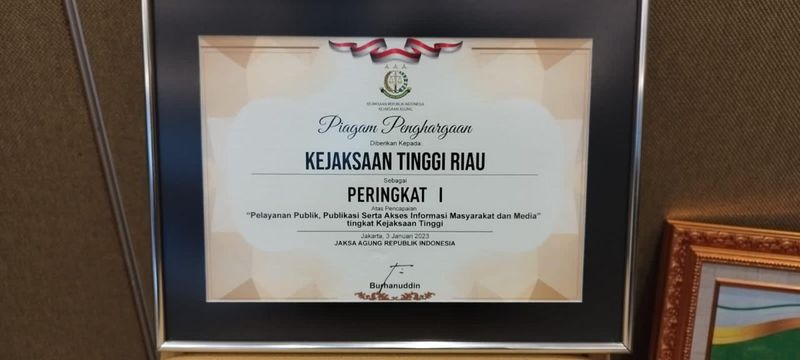 KEJAKSAAN REPUBLIK INDONESIA
KEJAKSAAN AGUNG
Piagam Penghargaan
Diberikan Kepada:
KEJAKSAAN TINGGI RIAU
Sebagai
PERINGKAT I
Atas Pencapaian
"Pelayanan Publik, Publikasi Serta Akses Informasi Masyarakat dan Media"
tingkat Kejaksaan Tinggi
Jakarta, 3 Januari 2023
JAKSA AGUNG REPUBLIK INDONESIA
Burhanuddin